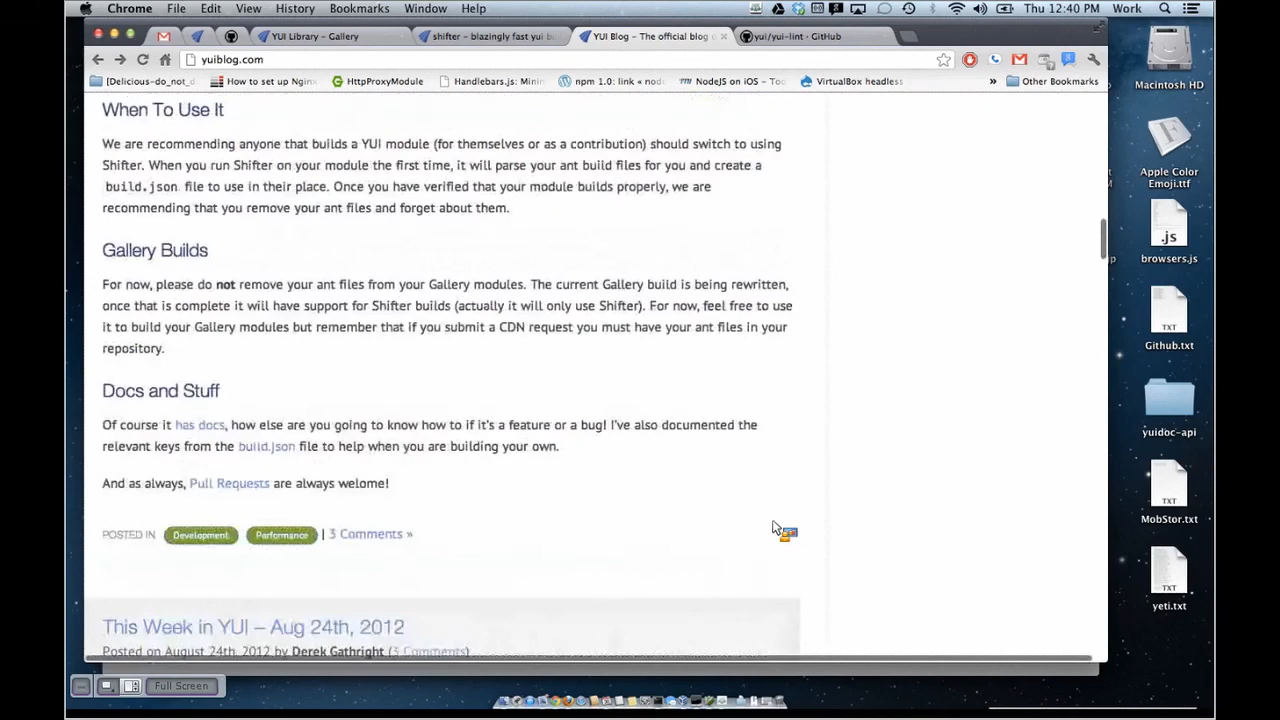 Chrome File Edit View History Bookmarks Window Help Thu 12:40 PM Work
YUI Library – Gallery shifter – blazingly fast yui b YUI Blog – The official blog o yui/yui-lint · GitHub
yuiblog.com
[Delicious-do_not_d How to set up Nginx HttpProxyModule Handlebars.js: Minim npm 1.0: link « node NodeJS on iOS – Too VirtualBox headless » Other Bookmarks
When To Use It
We are recommending anyone that builds a YUI module (for themselves or as a contribution) should switch to using
Shifter. When you run Shifter on your module the first time, it will parse your ant build files for you and create a
build.json file to use in their place. Once you have verified that your module builds properly, we are
recommending that you remove your ant files and forget about them.
Gallery Builds
For now, please do not remove your ant files from your Gallery modules. The current Gallery build is being rewritten,
once that is complete it will have support for Shifter builds (actually it will only use Shifter). For now, feel free to use
it to build your Gallery modules but remember that if you submit a CDN request you must have your ant files in your
repository.
Docs and Stuff
Of course it has docs, how else are you going to know how to if it's a feature or a bug! I've also documented the
relevant keys from the build.json file to help when you are building your own.
And as always, Pull Requests are always welome!
POSTED IN Development Performance | 3 Comments »
This Week in YUI – Aug 24th, 2012
Posted on August 24th, 2012 by Derek Gathright (3 Comments)
Full Screen
Macintosh HD
Apple Color
Emoji.ttf
.js
browsers.js
TXT
Github.txt
yuidoc-api
TXT
MobStor.txt
TXT
yeti.txt